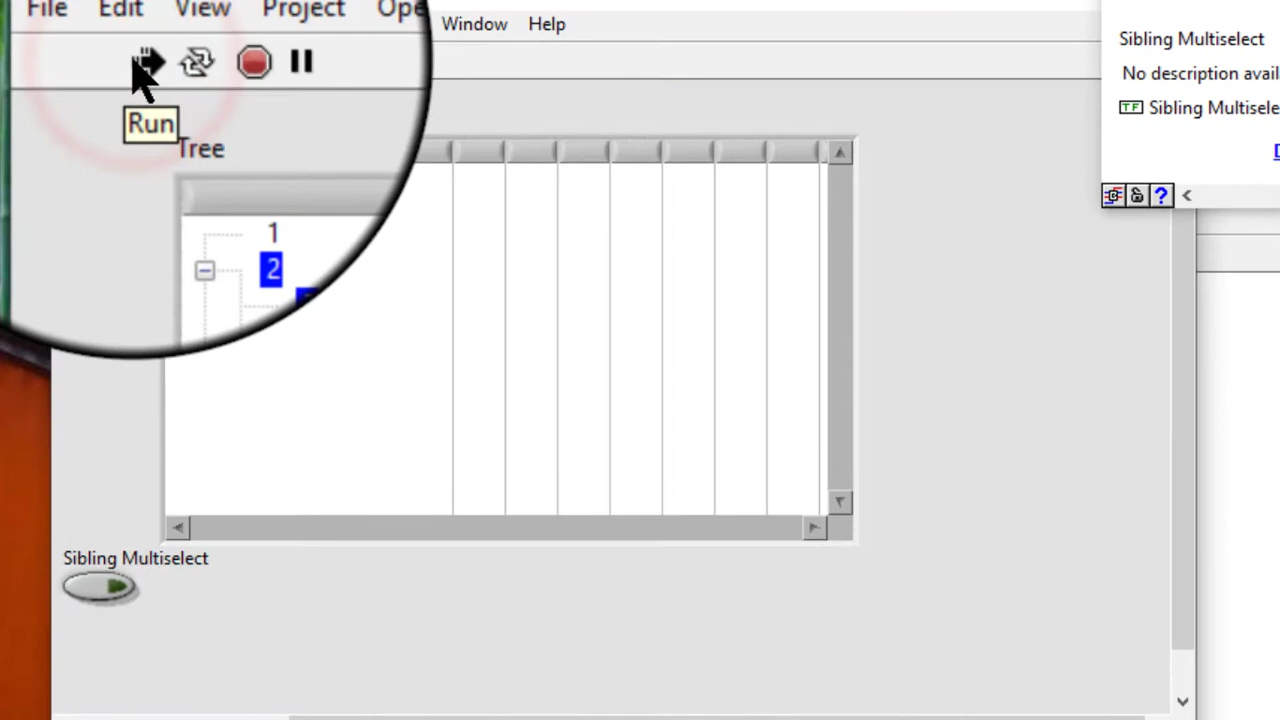 File Edit View Project Ope
Window Help
Run
Tree
1
2
Sibling Multiselect
No description avail
Sibling Multisele
D
?
Sibling Multiselect